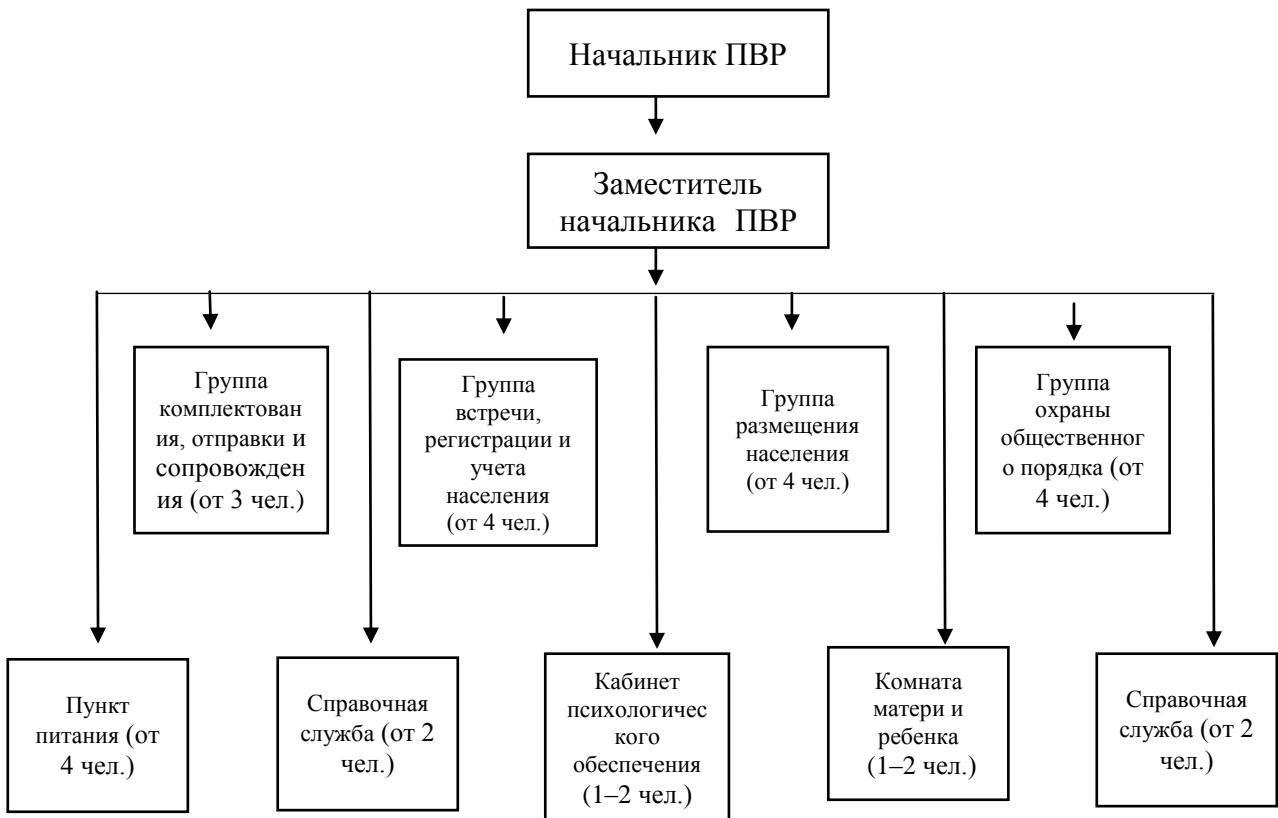 Начальник ПВР
Заместитель
начальника ПВР
Группа
комплектован
ия, отправки и
сопровожден
ия (от 3 чел.)
Группа
встречи,
регистрации и
учета
населения
(от 4 чел.)
Группа
размещения
населения
(от 4 чел.)
Группа
охраны
общественног
о порядка (от
4 чел.)
Пункт
питания (от
4 чел.)
Справочная
служба (от 2
чел.)
Кабинет
психологичес
кого
обеспечения
(1–2 чел.)
Комната
матери и
ребенка
(1–2 чел.)
Справочная
служба (от 2
чел.)